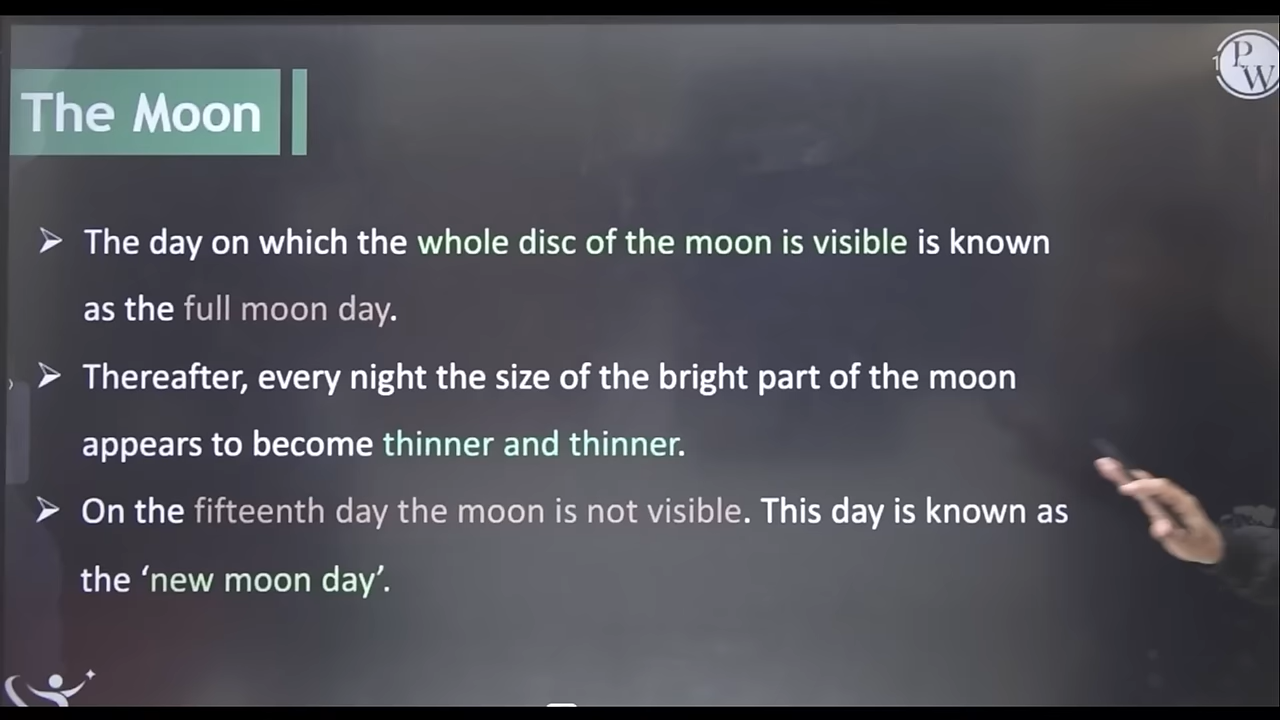 The Moon
PW
➢ The day on which the whole disc of the moon is visible is known
as the full moon day.
➢ Thereafter, every night the size of the bright part of the moon
appears to become thinner and thinner.
➢ On the fifteenth day the moon is not visible. This day is known as
the ‘new moon day’.